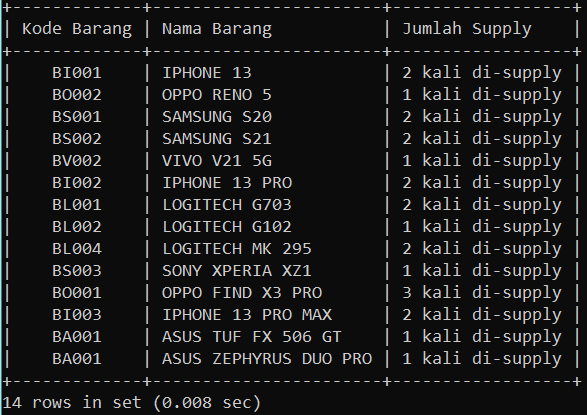 +-------------+-----------------------+------------------+
| Kode Barang | Nama Barang           | Jumlah Supply    |
+-------------+-----------------------+------------------+
|    BI001    | IPHONE 13             | 2 kali di-supply |
|    BO002    | OPPO RENO 5           | 1 kali di-supply |
|    BS001    | SAMSUNG S20           | 2 kali di-supply |
|    BS002    | SAMSUNG S21           | 2 kali di-supply |
|    BV002    | VIVO V21 5G           | 1 kali di-supply |
|    BI002    | IPHONE 13 PRO         | 2 kali di-supply |
|    BL001    | LOGITECH G703         | 2 kali di-supply |
|    BL002    | LOGITECH G102         | 1 kali di-supply |
|    BL004    | LOGITECH MK 295       | 2 kali di-supply |
|    BS003    | SONY XPERIA XZ1       | 1 kali di-supply |
|    BO001    | OPPO FIND X3 PRO      | 3 kali di-supply |
|    BI003    | IPHONE 13 PRO MAX     | 2 kali di-supply |
|    BA001    | ASUS TUF FX 506 GT    | 1 kali di-supply |
|    BA001    | ASUS ZEPHYRUS DUO PRO | 1 kali di-supply |
+-------------+-----------------------+------------------+
14 rows in set (0.008 sec)